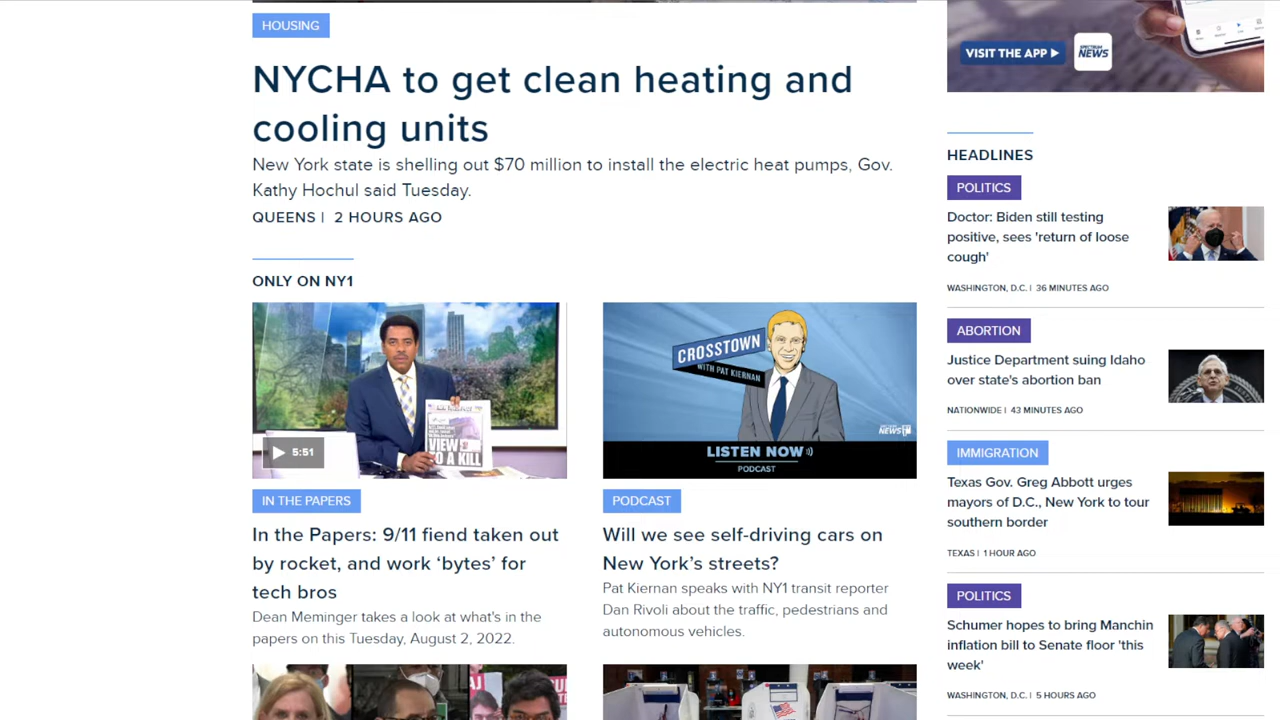 HOUSING
NYCHA to get clean heating and
cooling units
New York state is shelling out $70 million to install the electric heat pumps, Gov.
Kathy Hochul said Tuesday.
QUEENS | 2 HOURS AGO
ONLY ON NY1
VIEW
TO A KILL
5:51
IN THE PAPERS
In the Papers: 9/11 fiend taken out
by rocket, and work ‘bytes’ for
tech bros
Dean Meminger takes a look at what's in the
papers on this Tuesday, August 2, 2022.
CROSSTOWN
WITH PAT KIERNAN
SPECTRUM
NEWS NY1
LISTEN NOW
PODCAST
PODCAST
Will we see self-driving cars on
New York’s streets?
Pat Kiernan speaks with NY1 transit reporter
Dan Rivoli about the traffic, pedestrians and
autonomous vehicles.
VISIT THE APP
SPECTRUM
NEWS
HEADLINES
POLITICS
Doctor: Biden still testing
positive, sees 'return of loose
cough'
WASHINGTON, D.C. | 36 MINUTES AGO
ABORTION
Justice Department suing Idaho
over state's abortion ban
NATIONWIDE | 43 MINUTES AGO
IMMIGRATION
Texas Gov. Greg Abbott urges
mayors of D.C., New York to tour
southern border
TEXAS | 1 HOUR AGO
POLITICS
Schumer hopes to bring Manchin
inflation bill to Senate floor 'this
week'
WASHINGTON, D.C. | 5 HOURS AGO